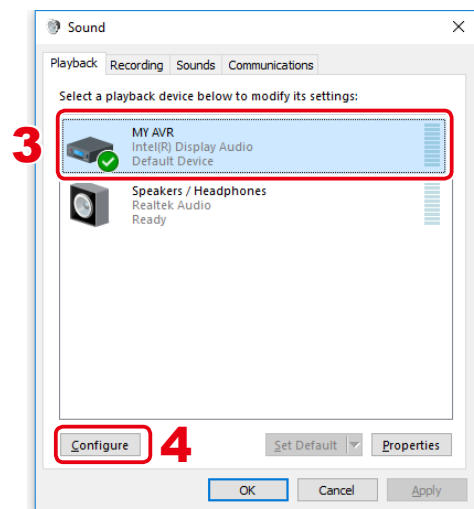 Sound
Playback Recording Sounds Communications
Select a playback device below to modify its settings:
3
MY AVR
Intel(R) Display Audio
Default Device
Speakers / Headphones
Realtek Audio
Ready
Configure 4 Set Default Properties
OK Cancel Apply